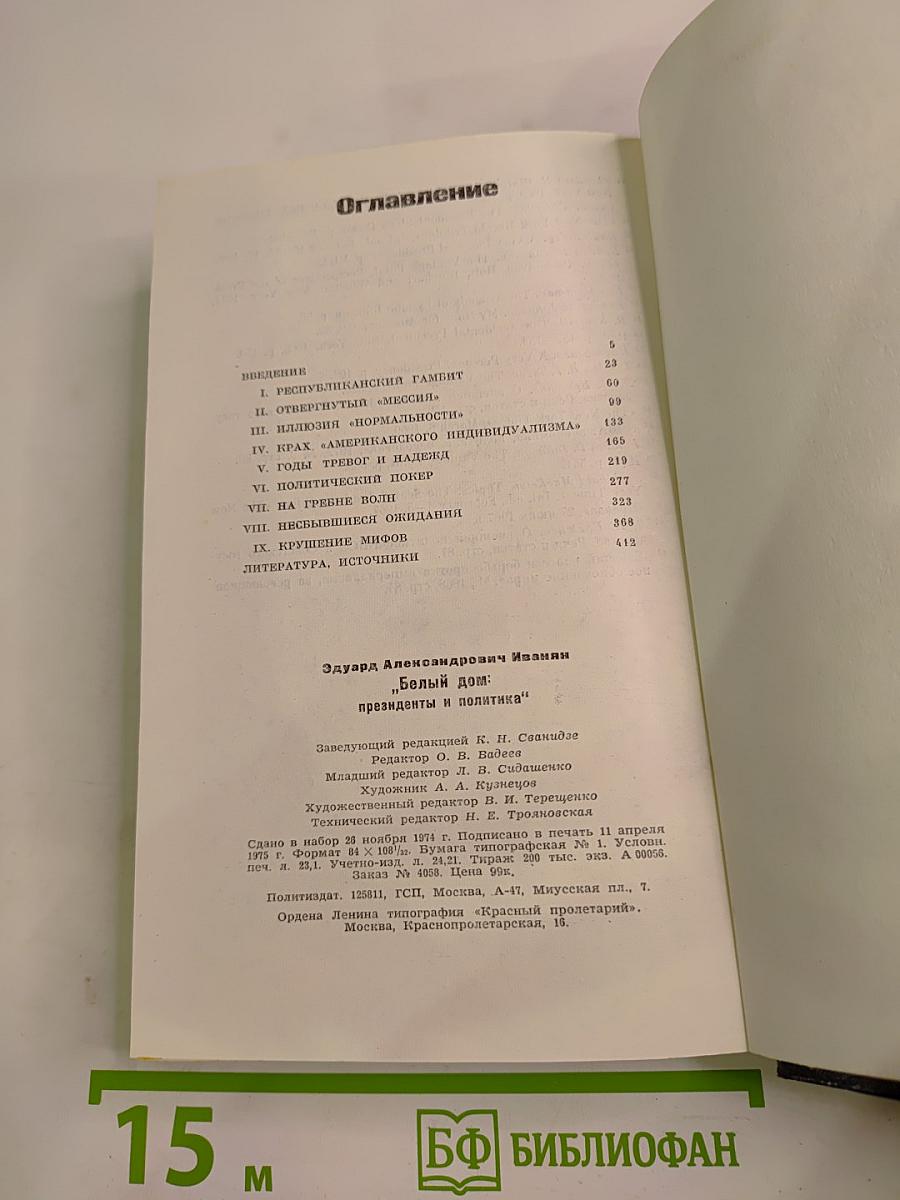 Оглавление
ВВЕДЕНИЕ 5
I. РЕСПУБЛИКАНСКИЙ ГАМБИТ 23
II. ОТВЕРГНУТЫЙ «МЕССИЯ» 60
III. ИЛЛЮЗИЯ «НОРМАЛЬНОСТИ» 99
IV. КРАХ «АМЕРИКАНСКОГО ИНДИВИДУАЛИЗМА» 133
V. ГОДЫ ТРЕВОГ И НАДЕЖД 165
VI. ПОЛИТИЧЕСКИЙ ПОКЕР 219
VII. НА ГРЕБНЕ ВОЛН 277
VIII. НЕСБЫВШИЕСЯ ОЖИДАНИЯ 323
IX. КРУШЕНИЕ МИФОВ 368
ЛИТЕРАТУРА, ИСТОЧНИКИ 412
Эдуард Александрович Иванян
„Белый дом:
президенты и политика“
Заведующий редакцией К. Н. Сванидзе
Редактор О. В. Вадеев
Младший редактор Л. В. Сидашенко
Художник А. А. Кузнецов
Художественный редактор В. И. Терещенко
Технический редактор Н. Е. Трояновская
Сдано в набор 26 ноября 1974 г. Подписано в печать 11 апреля
1975 г. Формат 84 × 108¹/₃₂. Бумага типографская № 1. Условн.
печ. л. 23,1. Учетно-изд. л. 24,21. Тираж 200 тыс. экз. А 00056.
Заказ № 4058. Цена 99к.
Политиздат. 125811, ГСП, Москва, А-47, Миусская пл., 7.
Ордена Ленина типография «Красный пролетарий».
Москва, Краснопролетарская, 16.
15 м
БФ БИБЛИОФАН